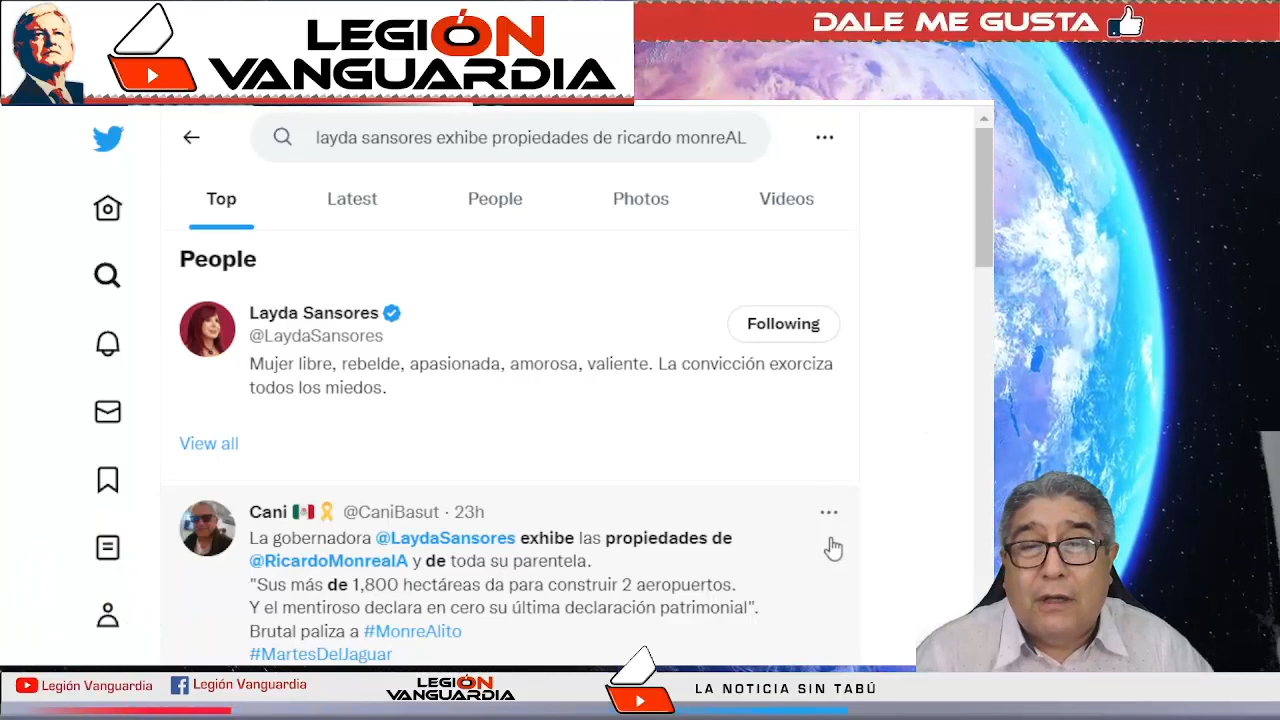 LEGIÓN
VANGUARDIA
DALE ME GUSTA
layda sansores exhibe propiedades de ricardo monreAL
Top
Latest
People
Photos
Videos
People
Layda Sansores
@LaydaSansores
Following
Mujer libre, rebelde, apasionada, amorosa, valiente. La convicción exorciza
todos los miedos.
View all
Cani @CaniBasut · 23h
La gobernadora @LaydaSansores exhibe las propiedades de
@RicardoMonrealA y de toda su parentela.
"Sus más de 1,800 hectáreas da para construir 2 aeropuertos.
Y el mentiroso declara en cero su última declaración patrimonial".
Brutal paliza a #MonreAlito
#MartesDelJaguar
Legión Vanguardia
Legión Vanguardia
LEGIÓN
VANGUARDIA
LA NOTICIA SIN TABÚ